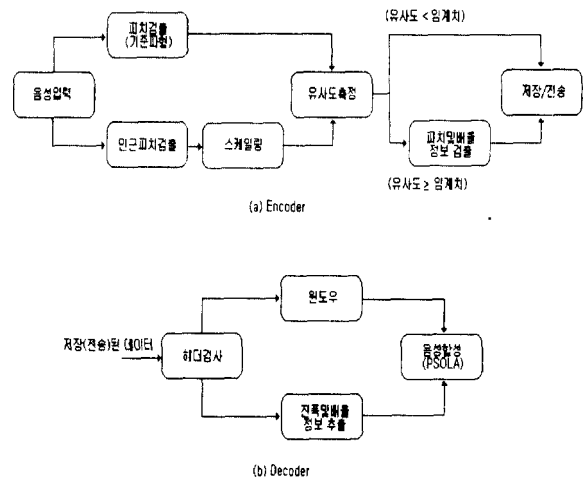 (유사도 < 임계치)
피치검출
(기준파형)
음성입력
유사도측정
저장/전송
인근피치검출
스케일링
피치및배율
정보 검출
(유사도 ≥ 임계치)
(a) Encoder
윈도우
저장(전송)된 데이터
헤더검사
음성합성
(PSOLA)
진폭및배율
정보 추출
(b) Decoder